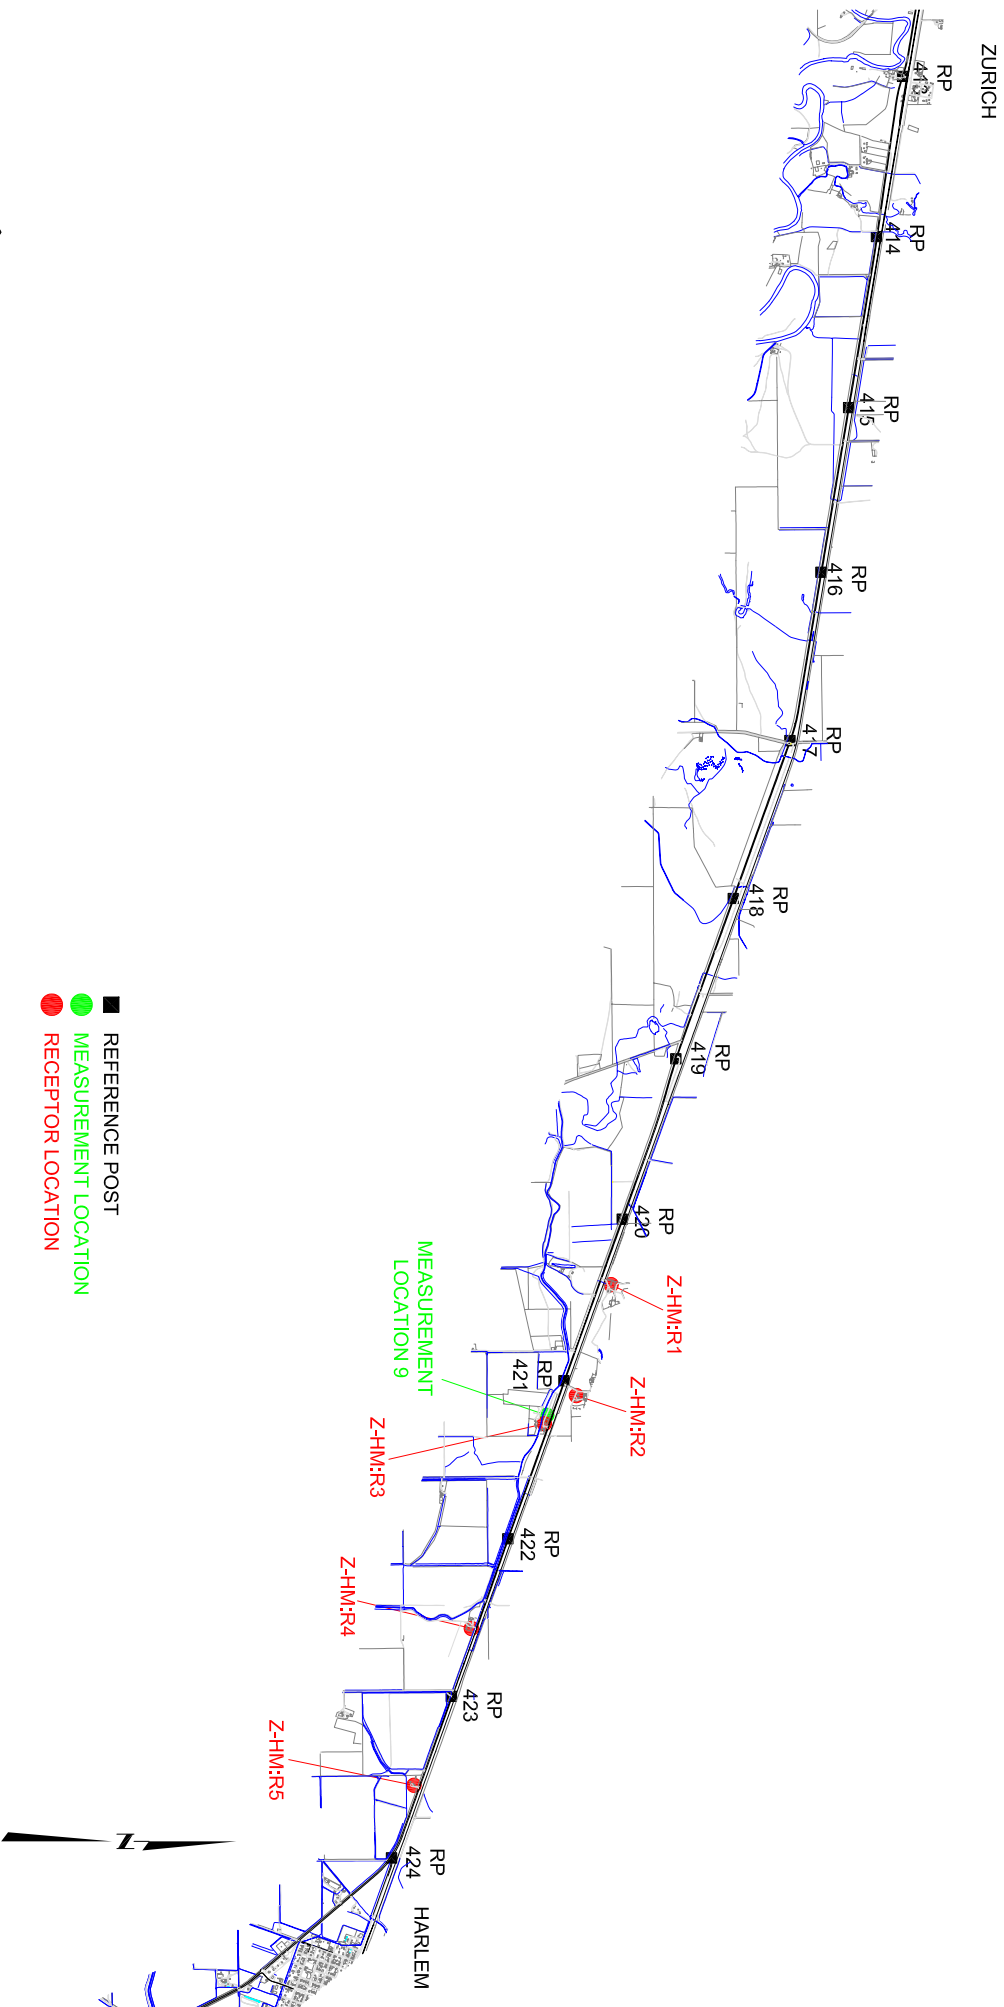 ZURICH
RP
413
RP
414
RP
415
RP
416
RP
417
RP
418
RP
419
RP
420
Z-HM:R1
MEASUREMENT
LOCATION 9
RP
421
Z-HM:R2
Z-HM:R3
RP
422
Z-HM:R4
RP
423
Z-HM:R5
RP
424
HARLEM
REFERENCE POST
MEASUREMENT LOCATION
RECEPTOR LOCATION
N